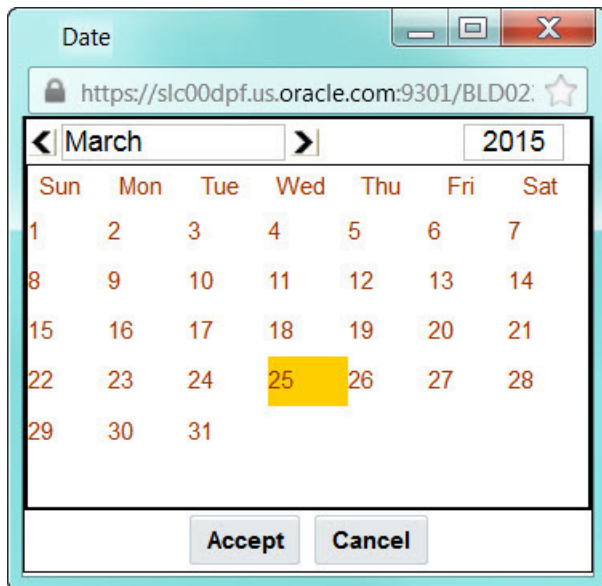 Date
https://slc00dpf.us.oracle.com:9301/BLD02
March 2015
Sun Mon Tue Wed Thu Fri Sat
1 2 3 4 5 6 7
8 9 10 11 12 13 14
15 16 17 18 19 20 21
22 23 24 25 26 27 28
29 30 31
Accept Cancel